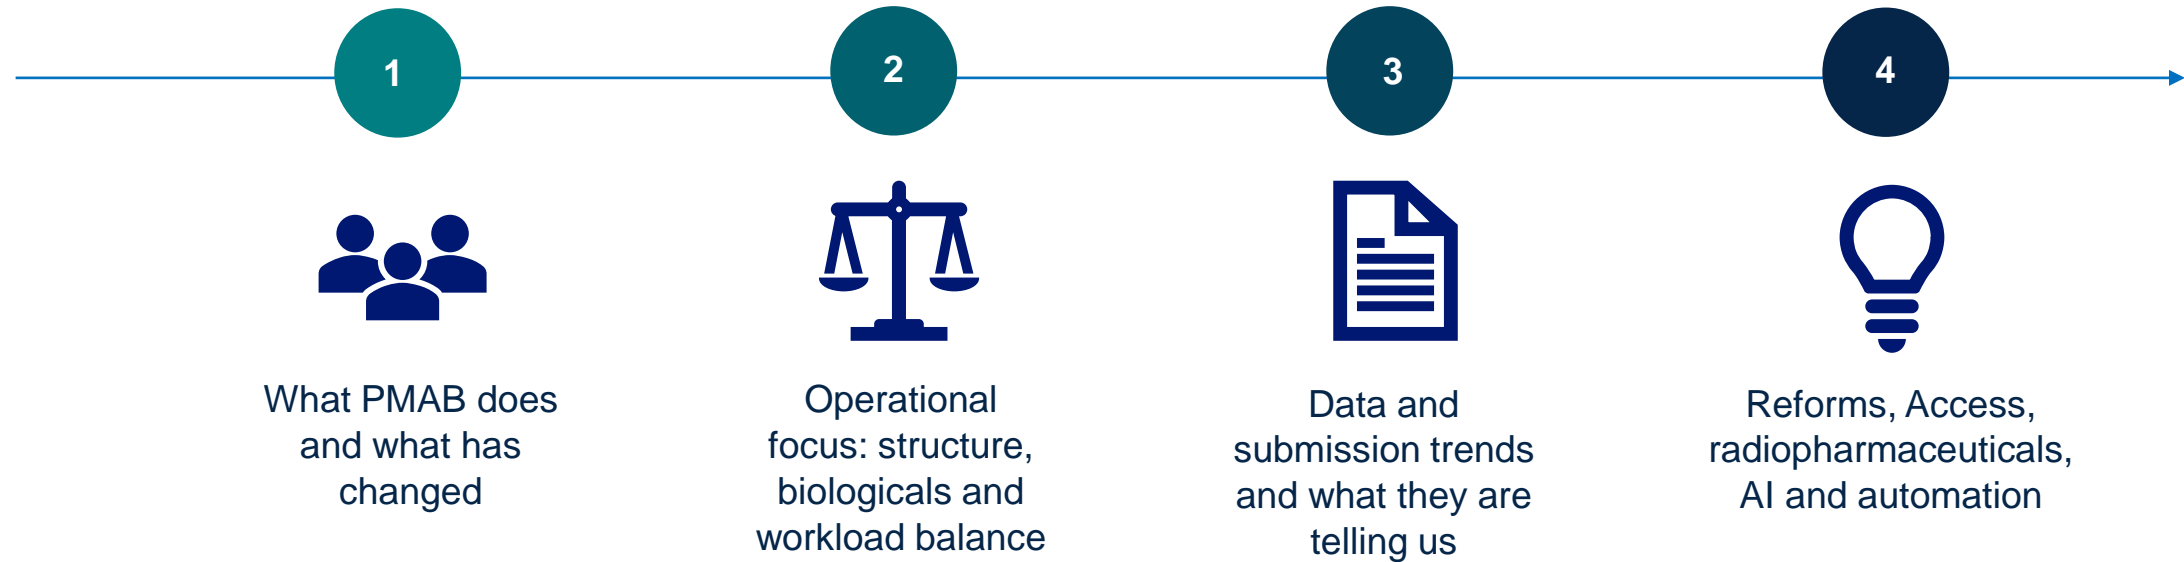 1
2
3
4
What PMAB does
and what has
changed
Operational
focus: structure,
biologicals and
workload balance
Data and
submission trends
and what they are
telling us
Reforms, Access,
radiopharmaceuticals,
AI and automation